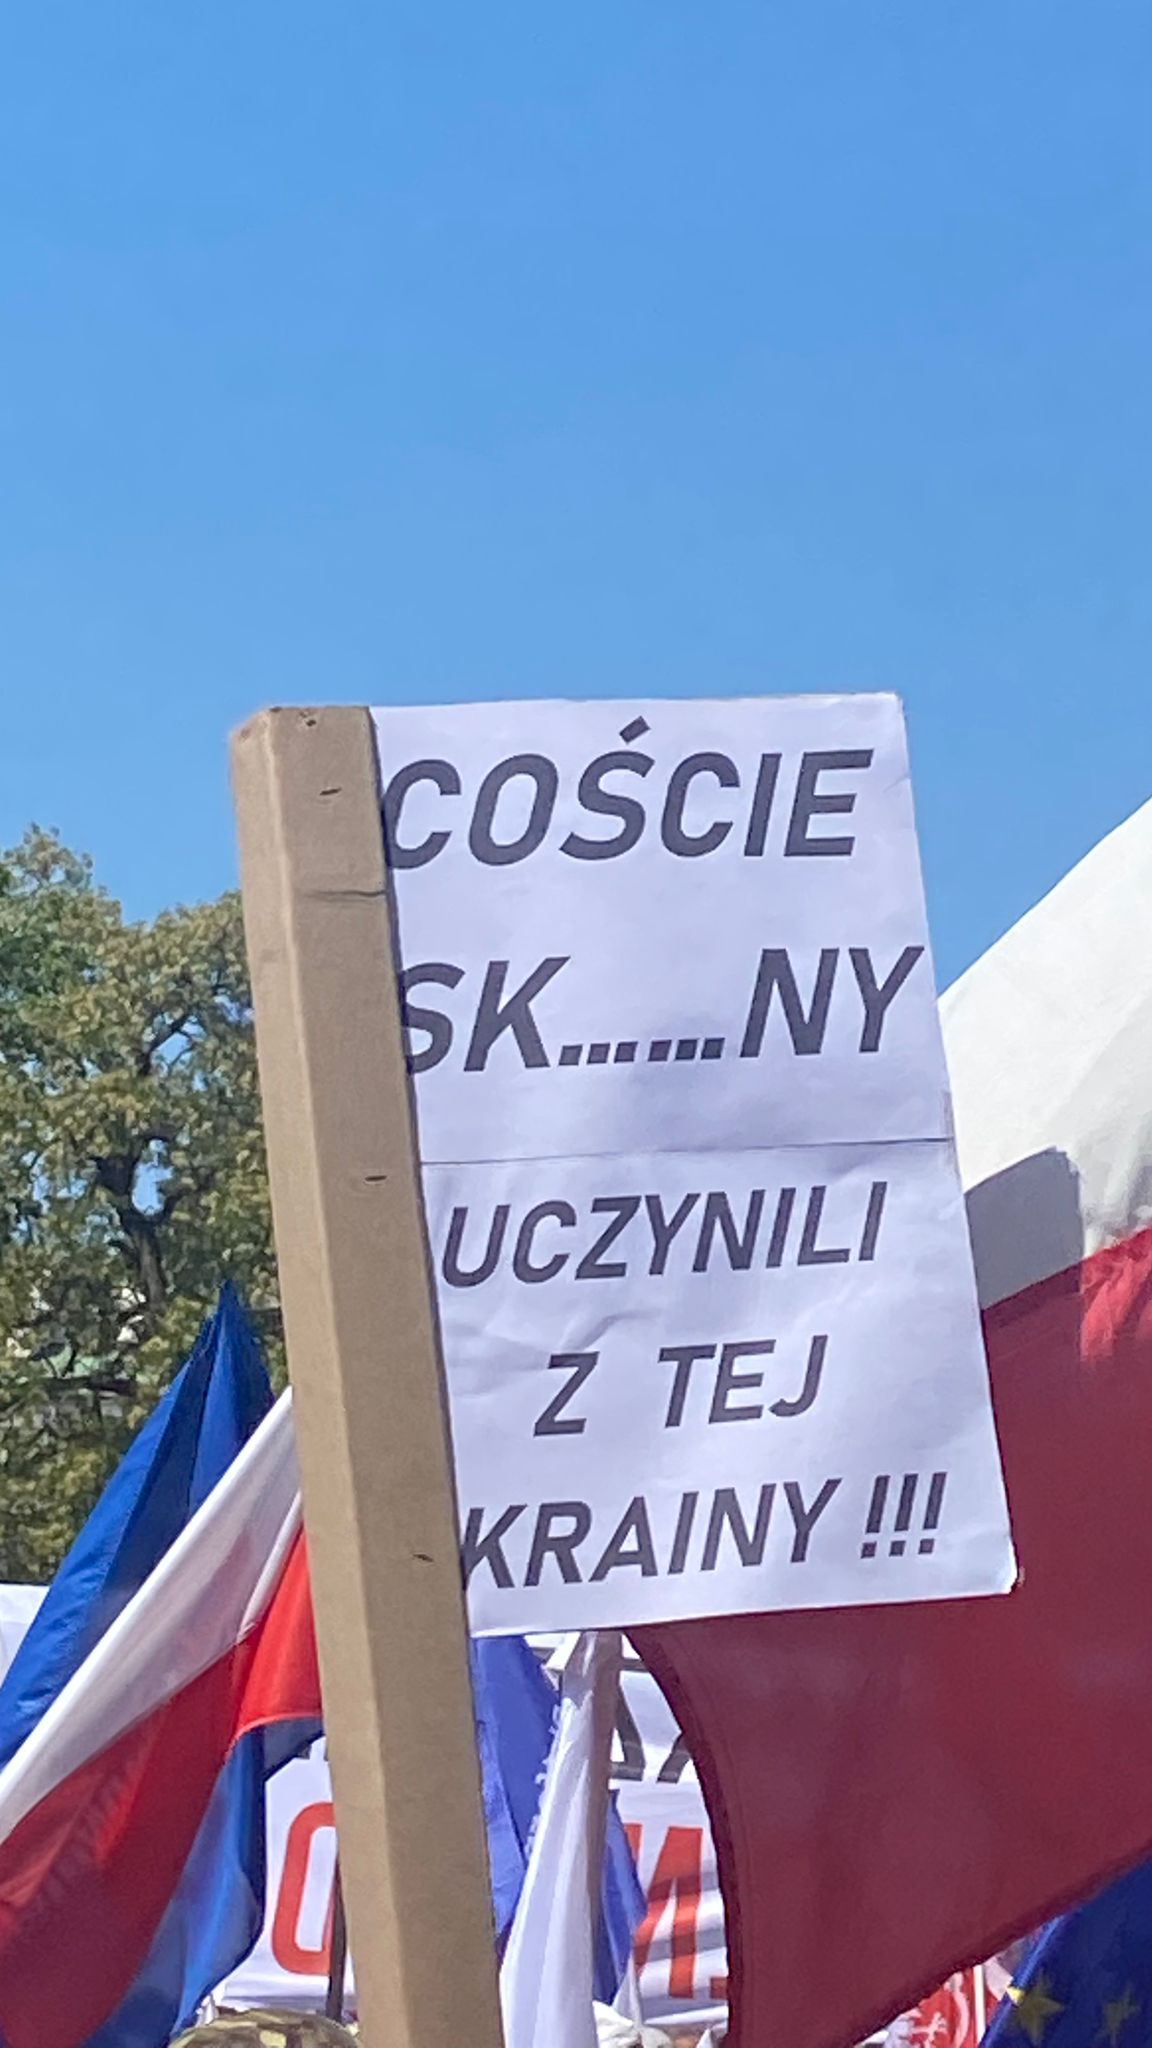 COŚCIE
SK......NY
UCZYNILI
Z TEJ
KRAINY !!!